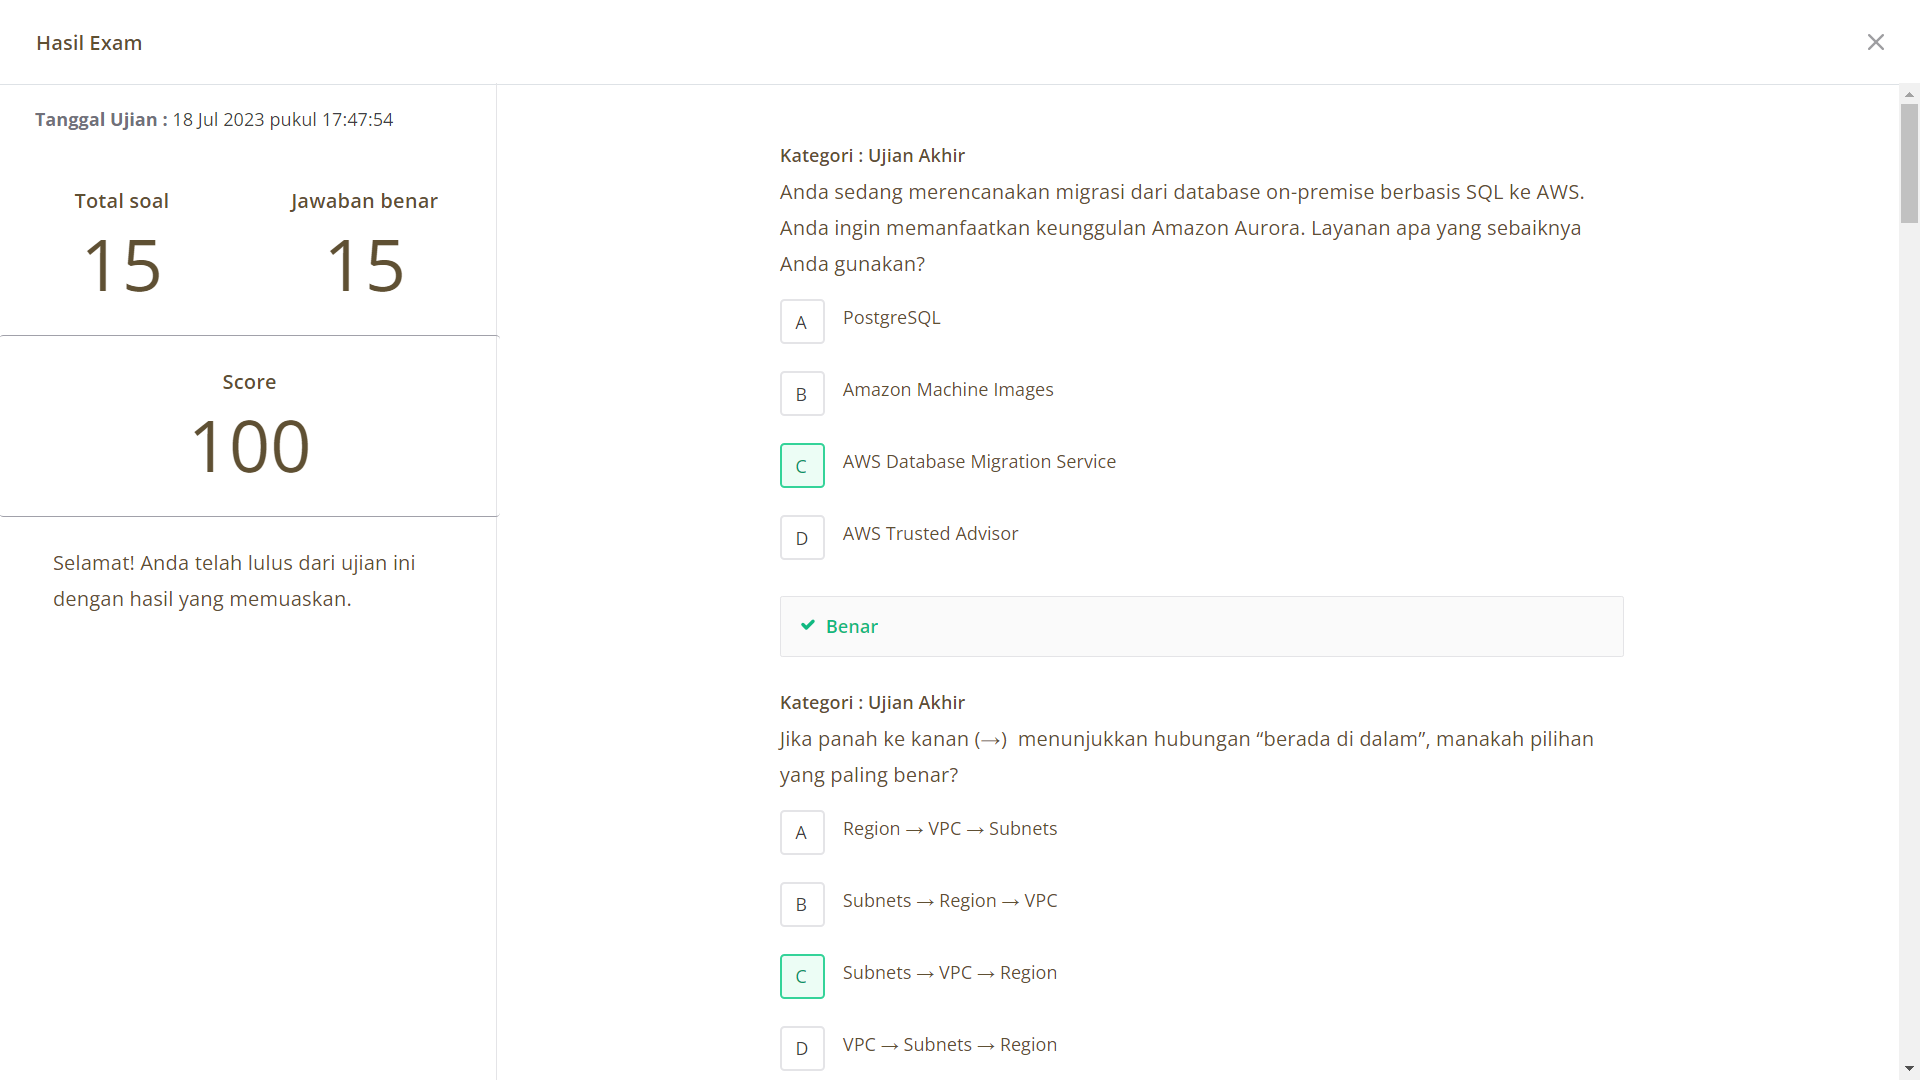 Hasil Exam
Tanggal Ujian : 18 Jul 2023 pukul 17:47:54
Total soal
15
Jawaban benar
15
Score
100
Selamat! Anda telah lulus dari ujian ini
dengan hasil yang memuaskan.
Kategori : Ujian Akhir
Anda sedang merencanakan migrasi dari database on-premise berbasis SQL ke AWS.
Anda ingin memanfaatkan keunggulan Amazon Aurora. Layanan apa yang sebaiknya
Anda gunakan?
A PostgreSQL
B Amazon Machine Images
C AWS Database Migration Service
D AWS Trusted Advisor
Benar
Kategori : Ujian Akhir
Jika panah ke kanan (→) menunjukkan hubungan “berada di dalam”, manakah pilihan
yang paling benar?
A Region → VPC → Subnets
B Subnets → Region → VPC
C Subnets → VPC → Region
D VPC → Subnets → Region